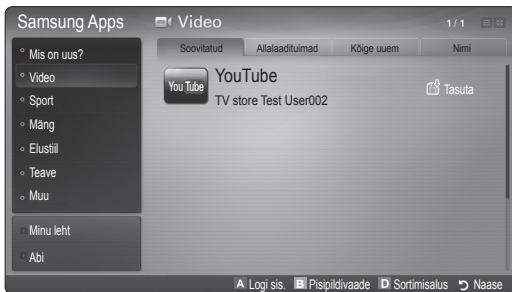 Samsung Apps
Video
1/1
Mis on uus?
Video
Sport
Mäng
Elustiil
Teave
Muu
Minu leht
Abi
Soovitatud Allalaadituimad Kõige uuem Nimi
You Tube
YouTube
TV store Test User002
Tasuta
A Logi sis. B Pisipildivaade D Sortimisalus Naase